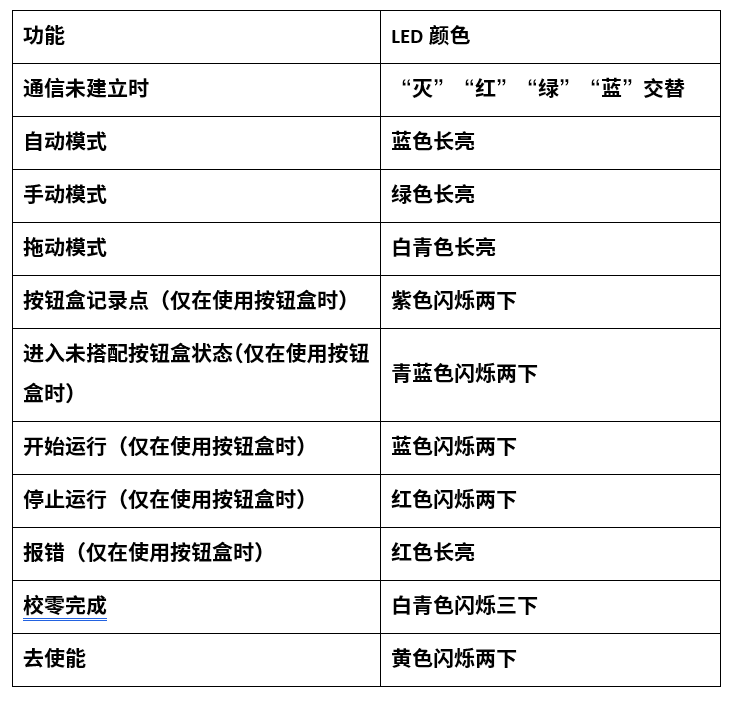 功能 LED 颜色
通信未建立时 “灭”“红”“绿”“蓝”交替
自动模式 蓝色长亮
手动模式 绿色长亮
拖动模式 白青色长亮
按钮盒记录点（仅在使用按钮盒时） 紫色闪烁两下
进入未搭配按钮盒状态(仅在使用按钮
盒时） 青蓝色闪烁两下
开始运行（仅在使用按钮盒时） 蓝色闪烁两下
停止运行（仅在使用按钮盒时） 红色闪烁两下
报错（仅在使用按钮盒时） 红色长亮
校零完成 白青色闪烁三下
去使能 黄色闪烁两下